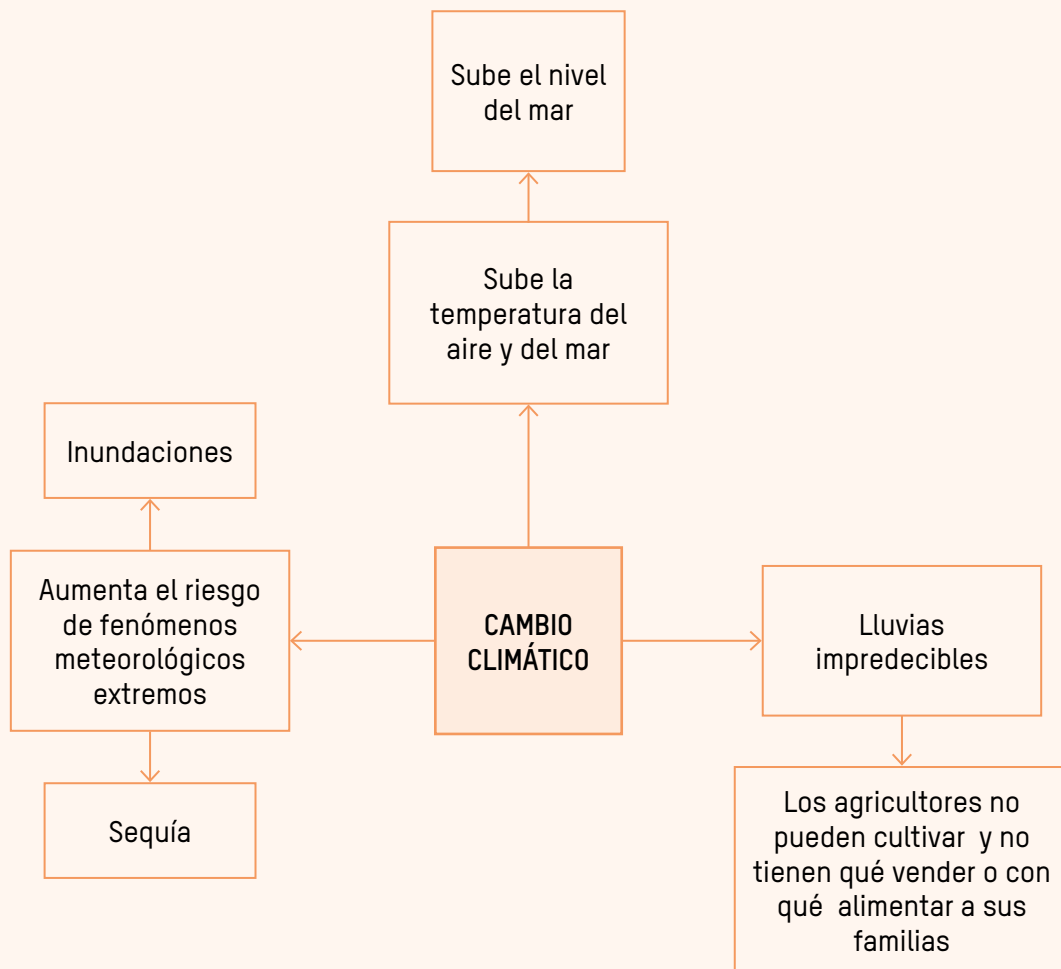 Sube el nivel
del mar
Sube la
temperatura del
aire y del mar
Inundaciones
Aumenta el riesgo
de fenómenos
meteorológicos
extremos
Sequía
CAMBIO
CLIMÁTICO
Lluvias
impredecibles
Los agricultores no
pueden cultivar y no
tienen qué vender o con
qué alimentar a sus
familias